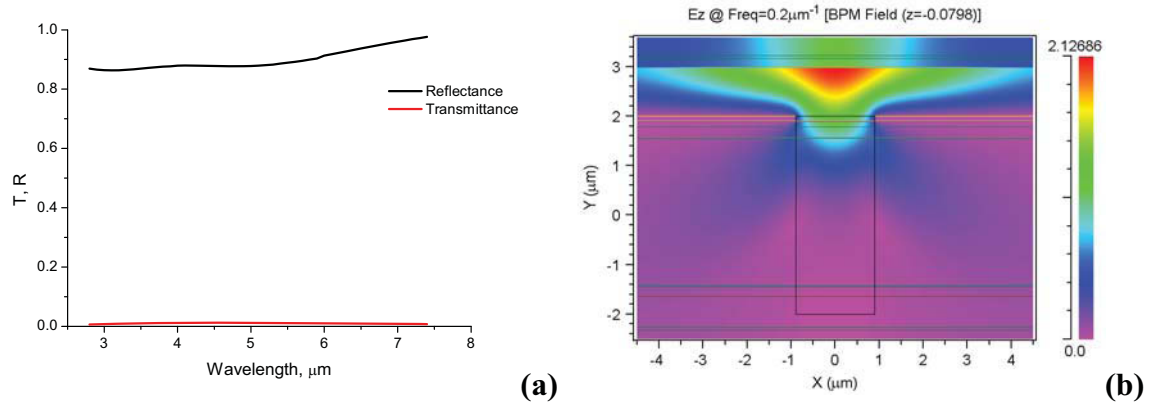 1.0
0.8
0.6
0.4
0.2
0.0
T, R
3 4 5 6 7 8
Wavelength, μm
Reflectance
Transmittance
(a)
Ez @ Freq=0.2μm⁻¹ [BPM Field (z=-0.0798)]
3
2
1
0
-1
-2
Y (μm)
-4 -3 -2 -1 0 1 2 3 4
X (μm)
2.12686
0.0
(b)